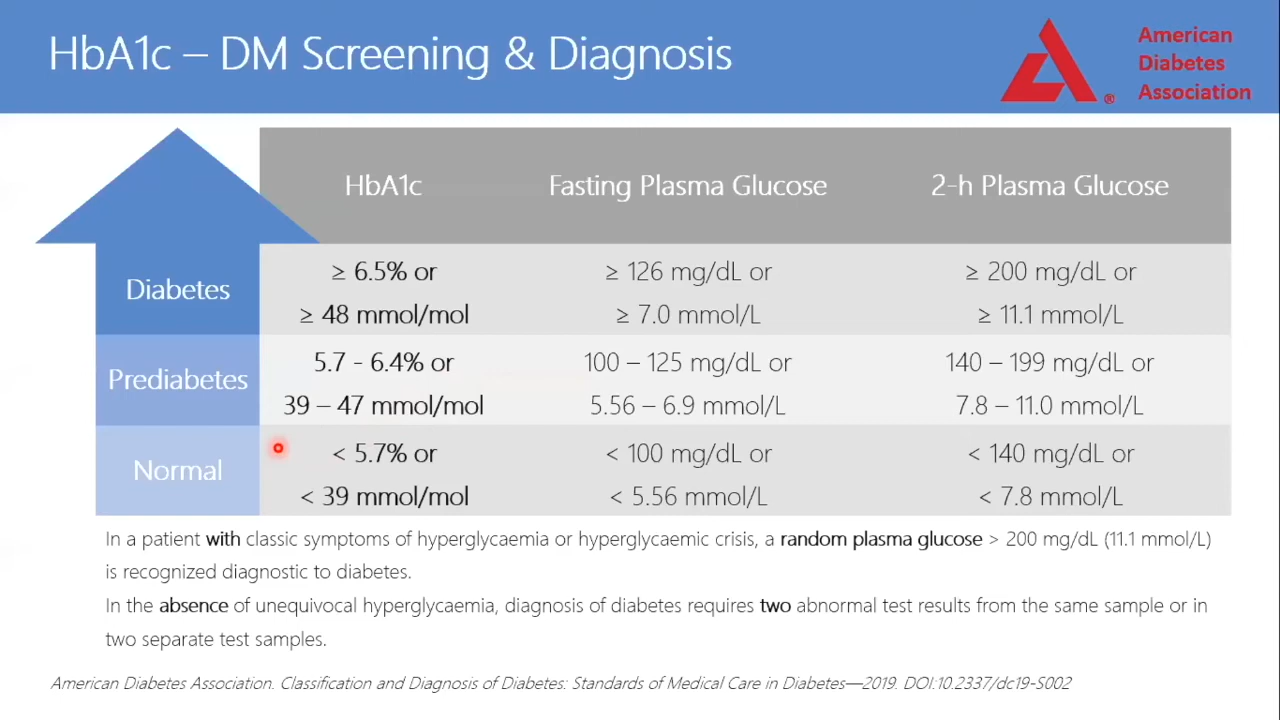 HbA1c – DM Screening & Diagnosis
American
Diabetes
Association
®
HbA1c Fasting Plasma Glucose 2-h Plasma Glucose
Diabetes
≥ 6.5% or ≥ 126 mg/dL or ≥ 200 mg/dL or
≥ 48 mmol/mol ≥ 7.0 mmol/L ≥ 11.1 mmol/L
Prediabetes
5.7 - 6.4% or 100 – 125 mg/dL or 140 – 199 mg/dL or
39 – 47 mmol/mol 5.56 – 6.9 mmol/L 7.8 – 11.0 mmol/L
Normal
< 5.7% or < 100 mg/dL or < 140 mg/dL or
< 39 mmol/mol < 5.56 mmol/L < 7.8 mmol/L
In a patient with classic symptoms of hyperglycaemia or hyperglycaemic crisis, a random plasma glucose > 200 mg/dL (11.1 mmol/L)
is recognized diagnostic to diabetes.
In the absence of unequivocal hyperglycaemia, diagnosis of diabetes requires two abnormal test results from the same sample or in
two separate test samples.
American Diabetes Association. Classification and Diagnosis of Diabetes: Standards of Medical Care in Diabetes—2019. DOI:10.2337/dc19-S002